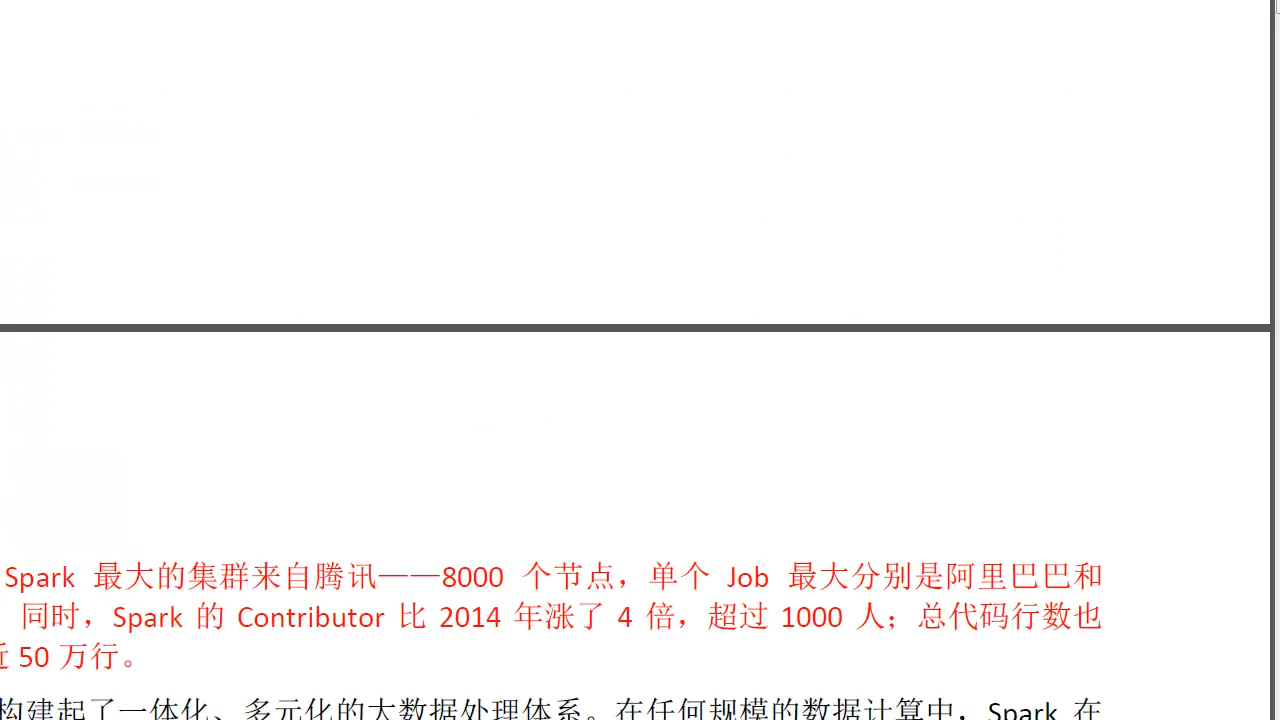 Spark 最大的集群来自腾讯——8000 个节点，单个 Job 最大分别是阿里巴巴和
同时，Spark 的 Contributor 比 2014 年涨了 4 倍，超过 1000 人；总代码行数也
近 50 万行。
构建起了一体化、多元化的大数据处理体系。在任何规模的数据计算中，Spark 在